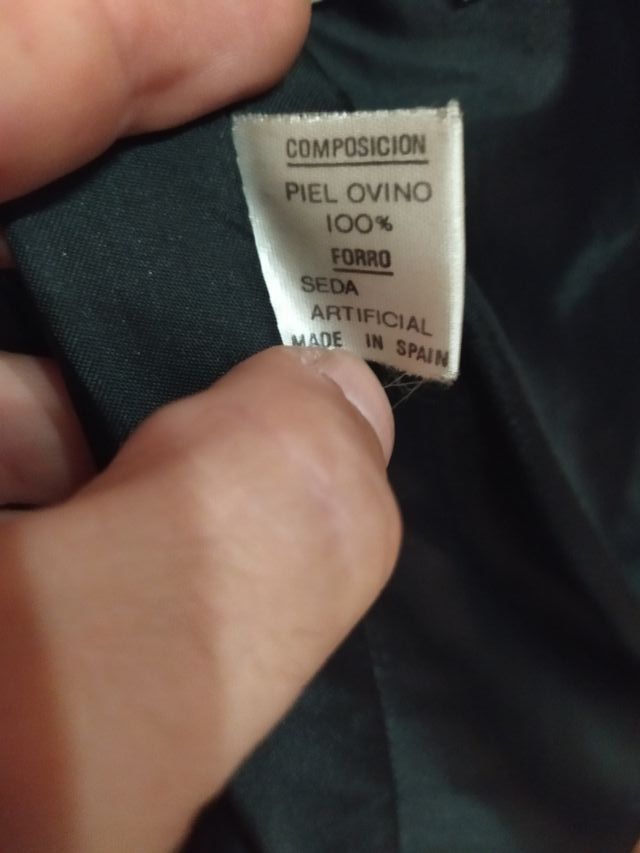 COMPOSICION
PIEL OVINO
100%
FORRO
SEDA
ARTIFICIAL
MADE IN SPAIN